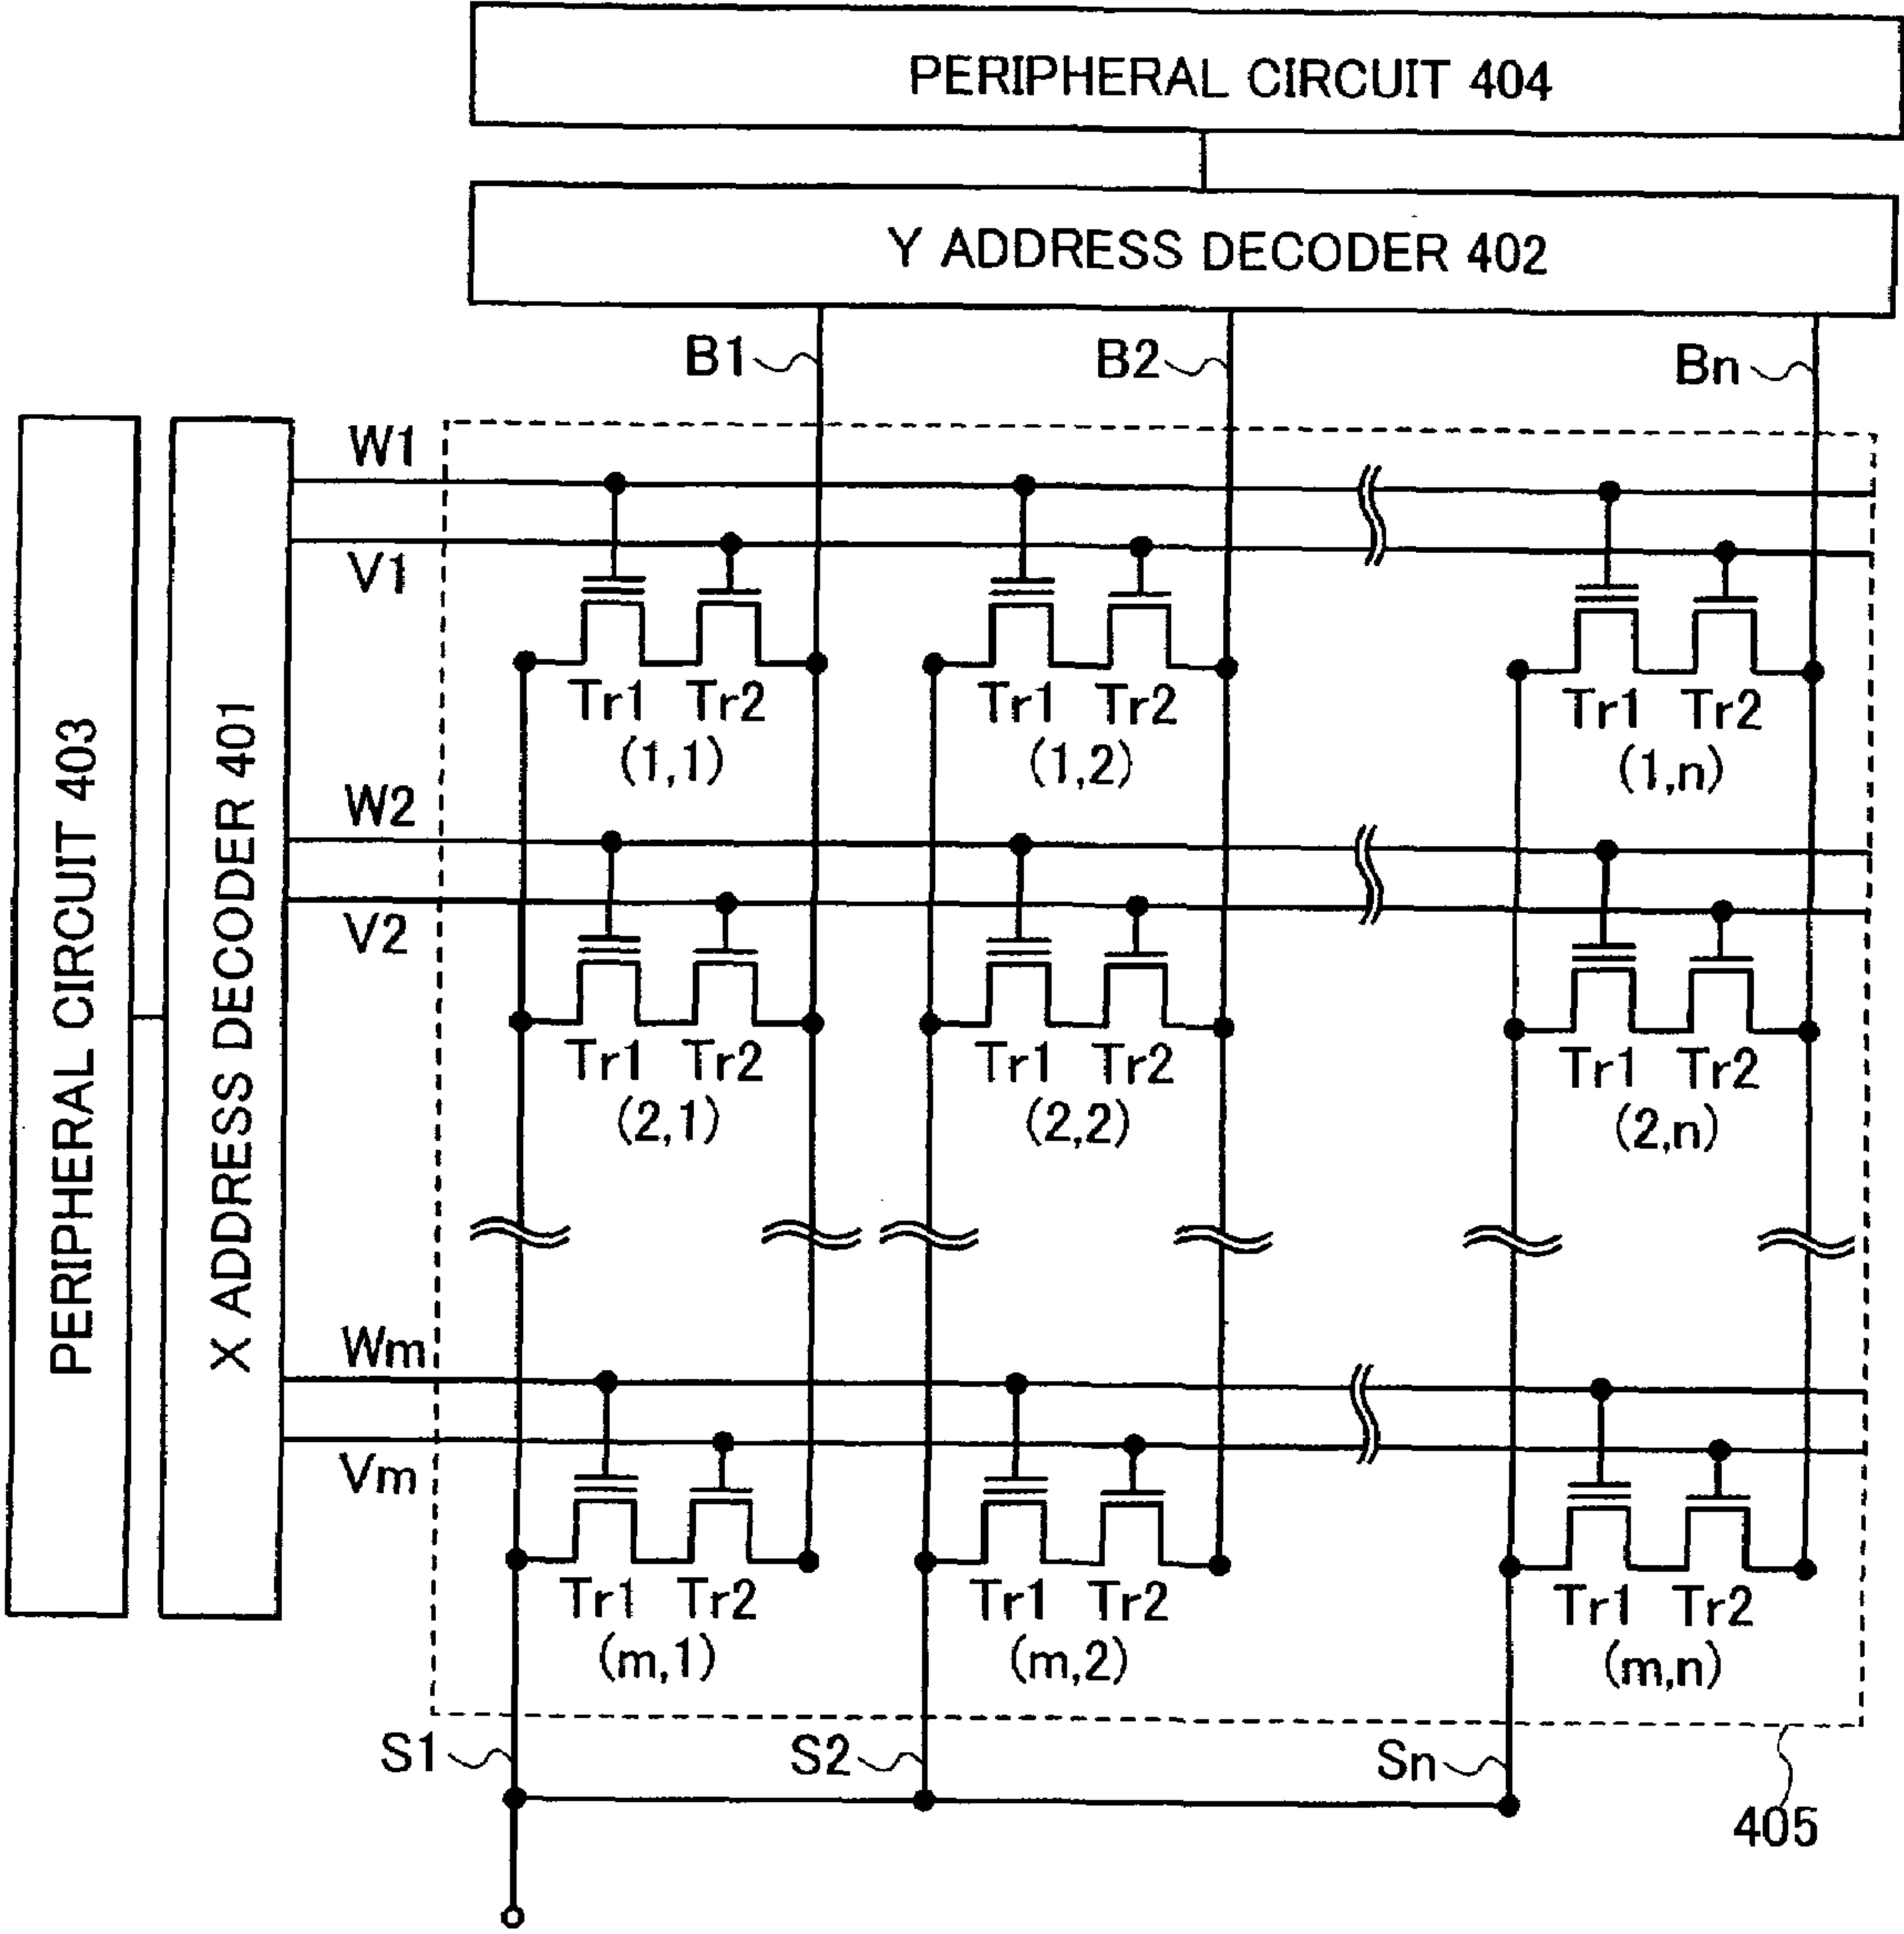 PERIPHERAL CIRCUIT 404
Y ADDRESS DECODER 402
B1 B2 Bn
PERIPHERAL CIRCUIT 403
X ADDRESS DECODER 401
W1
V1
Tr1 Tr2 Tr1 Tr2 Tr1 Tr2
(1,1) (1,2) (1,n)
W2
V2
Tr1 Tr2 Tr1 Tr2 Tr1 Tr2
(2,1) (2,2) (2,n)
Wm
Vm
Tr1 Tr2 Tr1 Tr2 Tr1 Tr2
(m,1) (m,2) (m,n)
S1 S2 Sn
405